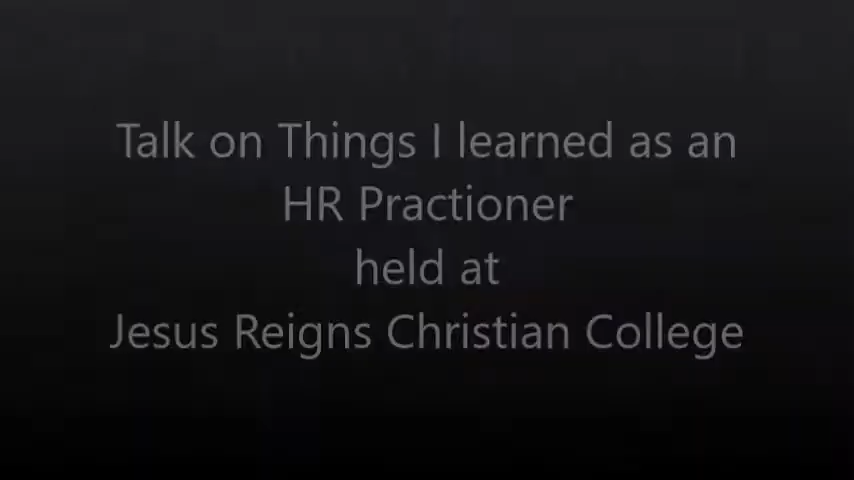 Talk on Things I learned as an
HR Practioner
held at
Jesus Reigns Christian College